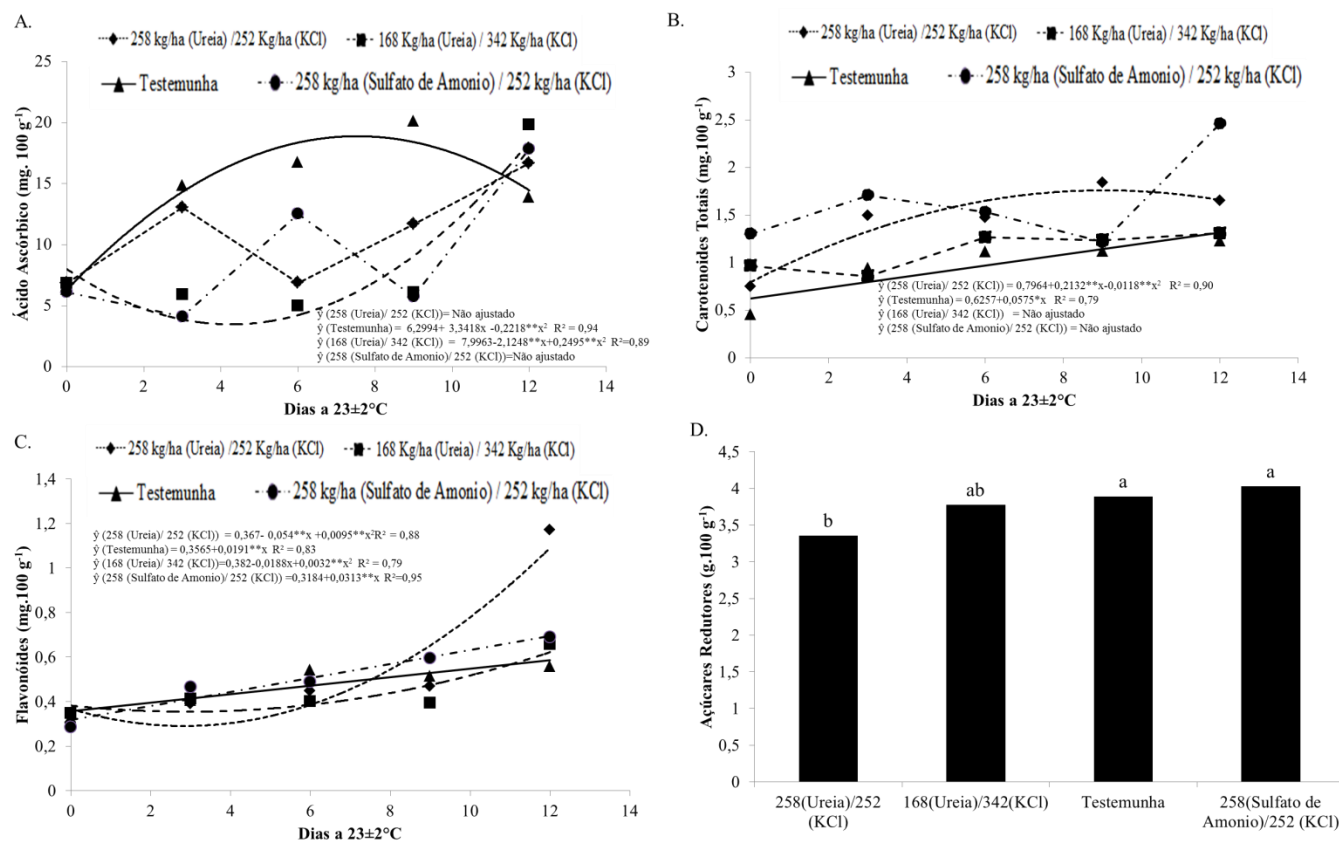 A.
258 kg/ha (Ureia) /252 Kg/ha (KCl) 168 Kg/ha (Ureia) / 342 Kg/ha (KCl)
Testemunha 258 kg/ha (Sulfato de Amonio) / 252 kg/ha (KCl)
Ácido Ascórbico (mg. 100 g⁻¹)
25
20
15
10
5
0
ŷ (258 (Ureia)/ 252 (KCl))= Não ajustado
ŷ (Testemunha) = 6,2994+ 3,3418x -0,2218**x² R² = 0,94
ŷ (168 (Ureia)/ 342 (KCl)) = 7,9963-2,1248**x+0,2495**x² R²=0,89
ŷ (258 (Sulfato de Amonio)/ 252 (KCl))=Não ajustado
0 2 4 6 8 10 12 14
Dias a 23±2°C
B.
258 kg/ha (Ureia) /252 Kg/ha (KCl) 168 Kg/ha (Ureia) / 342 Kg/ha (KCl)
Testemunha 258 kg/ha (Sulfato de Amonio) / 252 kg/ha (KCl)
Carotenoides Totais (mg.100 g⁻¹)
3
2,5
2
1,5
1
0,5
0
ŷ (258 (Ureia)/ 252 (KCl)) = 0,7964+0,2132**x-0,0118**x² R² = 0,90
ŷ (Testemunha) = 0,6257+0,0575*x R² = 0,79
ŷ (168 (Ureia)/ 342 (KCl)) = Não ajustado
ŷ (258 (Sulfato de Amonio)/ 252 (KCl)) = Não ajustado
0 2 4 6 8 10 12 14
Dias a 23±2°C
C.
258 kg/ha (Ureia) /252 Kg/ha (KCl) 168 Kg/ha (Ureia) / 342 Kg/ha (KCl)
Testemunha 258 kg/ha (Sulfato de Amonio) / 252 kg/ha (KCl)
Flavonóides (mg.100 g⁻¹)
1,4
1,2
1
0,8
0,6
0,4
0,2
0
ŷ (258 (Ureia)/ 252 (KCl)) = 0,367- 0,054**x +0,0095**x²R² = 0,88
ŷ (Testemunha) = 0,3565+0,0191**x R² = 0,83
ŷ (168 (Ureia)/ 342 (KCl))=0,382-0,0188x+0,0032**x² R² = 0,79
ŷ (258 (Sulfato de Amonio)/ 252 (KCl)) =0,3184+0,0313**x R²=0,95
0 2 4 6 8 10 12 14
Dias a 23±2°C
D.
Açúcares Redutores (g.100 g⁻¹)
5
4,5
4
3,5
3
2,5
2
1,5
1
0,5
0
b ab a a
258(Ureia)/252 168(Ureia)/342(KCl) Testemunha 258(Sulfato de
(KCl) Amonio)/252 (KCl)